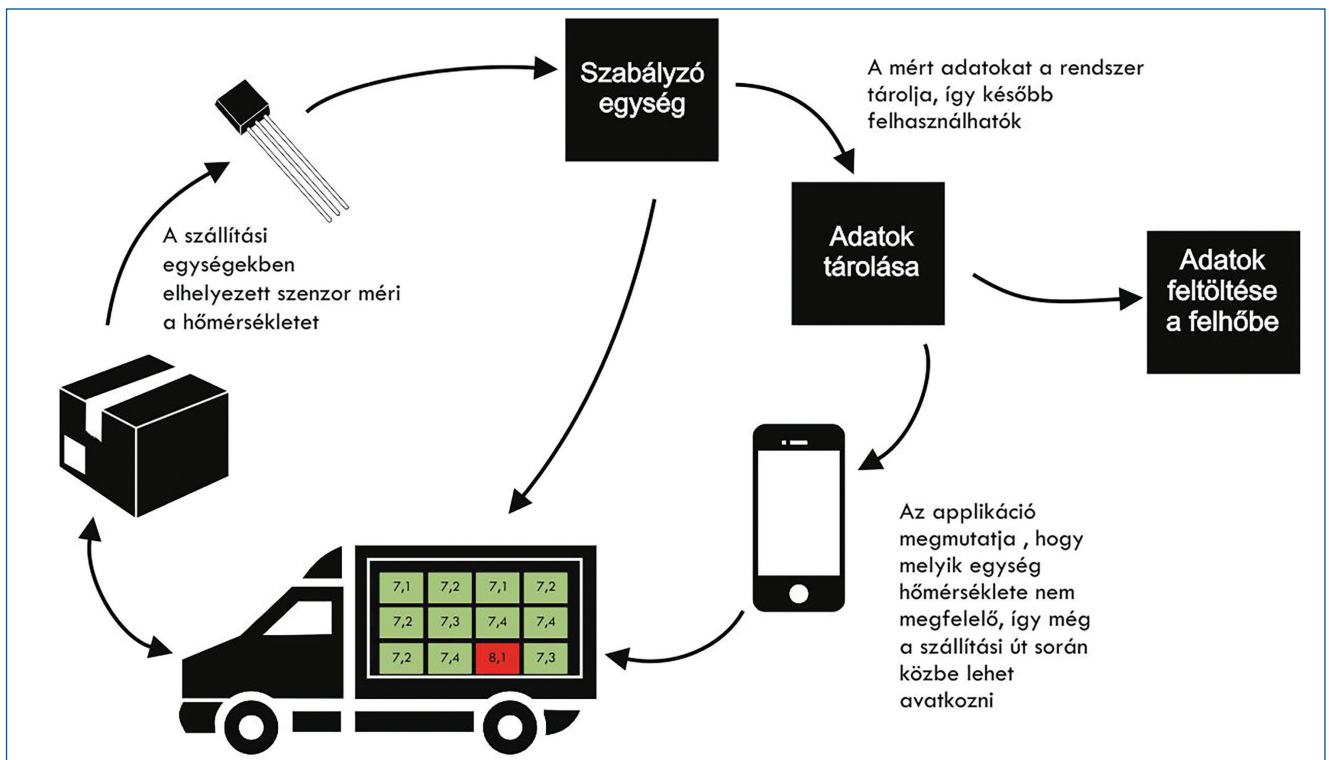 Szabályzó
egység
A mért adatokat a rendszer
tárolja, így később
felhasználhatók
A szállítási
egységekben
elhelyezett szenzor méri
a hőmérsékletet
Adatok
tárolása
Adatok
feltöltése
a felhőbe
Az applikáció
megmutatja , hogy
melyik egység
hőmérséklete nem
megfelelő, így még
a szállítási út során
közbe lehet
avatkozni
7,1 7,2 7,1 7,2
7,2 7,3 7,4 7,4
7,2 7,4 8,1 7,3